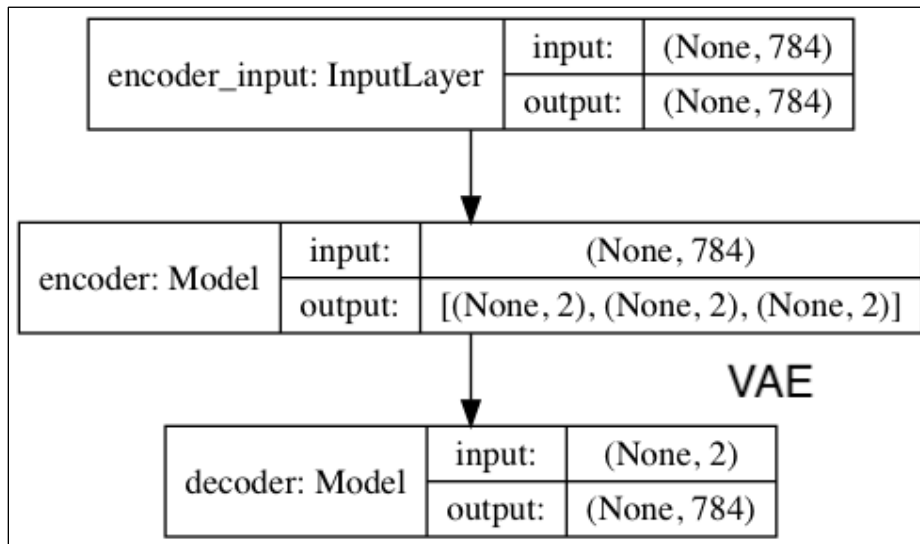 encoder_input: InputLayer
input:
(None, 784)
output:
(None, 784)
encoder: Model
input:
(None, 784)
output:
[(None, 2), (None, 2), (None, 2)]
VAE
decoder: Model
input:
(None, 2)
output:
(None, 784)